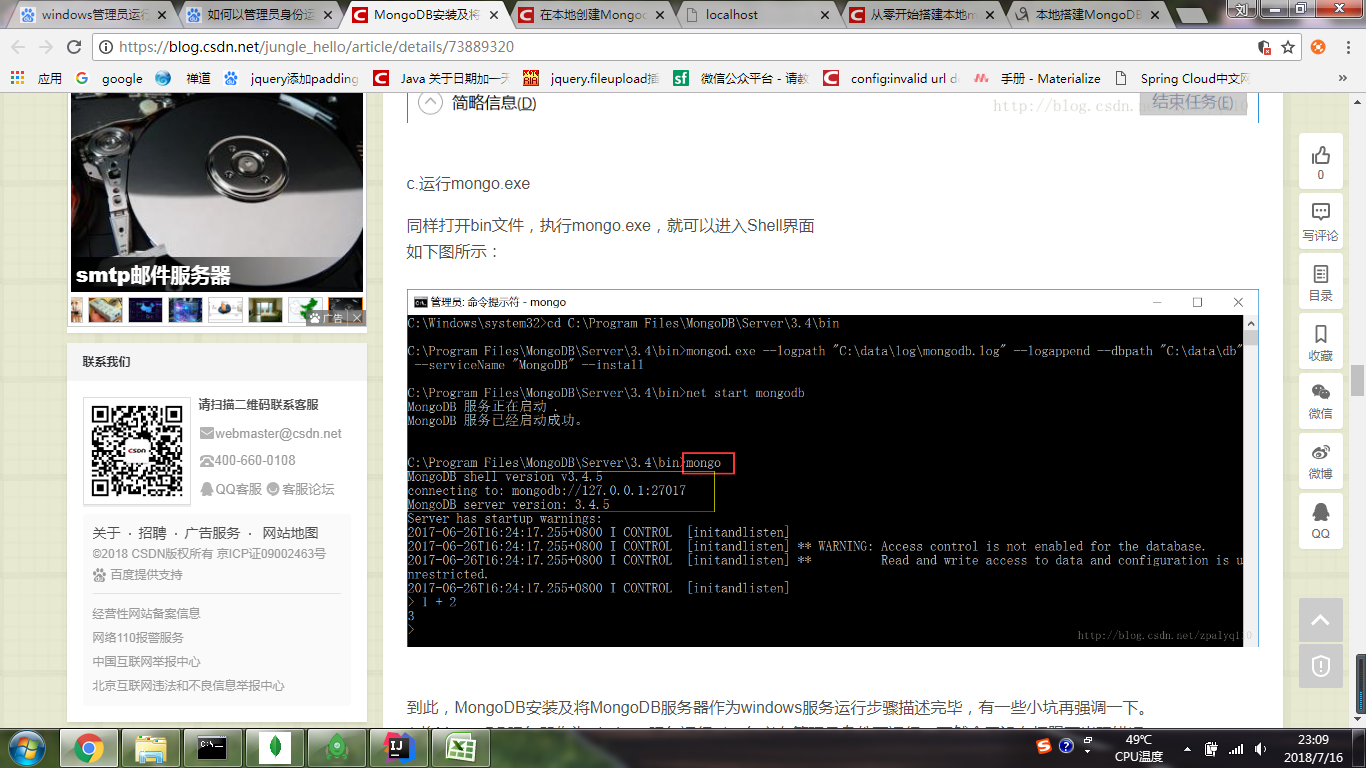 windows管理员运行
如何以管理员身份运
MongoDB安装及将
在本地创建Mongo
localhost
从零开始搭建本地m
本地搭建MongoDB
刘
https://blog.csdn.net/jungle_hello/article/details/73889320
应用
google
禅道
jquery添加padding
Java 关于日期加一天
jquery.fileupload插
微信公众平台 - 请教
config:invalid url d
手册 - Materialize
Spring Cloud中文网
»
简略信息(D)
结束任务(E)
smtp邮件服务器
广告
联系我们
请扫描二维码联系客服
webmaster@csdn.net
400-660-0108
QQ客服 客服论坛
关于 · 招聘 · 广告服务 · 网站地图
©2018 CSDN版权所有 京ICP证09002463号
百度提供支持
经营性网站备案信息
网络110报警服务
中国互联网举报中心
北京互联网违法和不良信息举报中心
c.运行mongo.exe
同样打开bin文件，执行mongo.exe，就可以进入Shell界面
如下图所示：
管理员: 命令提示符 - mongo
C:\Windows\system32>cd C:\Program Files\MongoDB\Server\3.4\bin
C:\Program Files\MongoDB\Server\3.4\bin>mongod.exe --logpath "C:\data\log\mongodb.log" --logappend --dbpath "C:\data\db"
--serviceName "MongoDB" --install
C:\Program Files\MongoDB\Server\3.4\bin>net start mongodb
MongoDB 服务正在启动 .
MongoDB 服务已经启动成功。
C:\Program Files\MongoDB\Server\3.4\bin>mongo
MongoDB shell version v3.4.5
connecting to: mongodb://127.0.0.1:27017
MongoDB server version: 3.4.5
Server has startup warnings:
2017-06-26T16:24:17.255+0800 I CONTROL [initandlisten]
2017-06-26T16:24:17.255+0800 I CONTROL [initandlisten] ** WARNING: Access control is not enabled for the database.
2017-06-26T16:24:17.255+0800 I CONTROL [initandlisten] ** Read and write access to data and configuration is u
nrestricted.
2017-06-26T16:24:17.255+0800 I CONTROL [initandlisten]
> 1 + 2
3
>
http://blog.csdn.net/zpalyq110
到此，MongoDB安装及将MongoDB服务器作为windows服务运行步骤描述完毕，有一些小坑再强调一下。
0
写评论
目录
收藏
微信
微博
QQ
49℃
CPU温度
23:09
2018/7/16